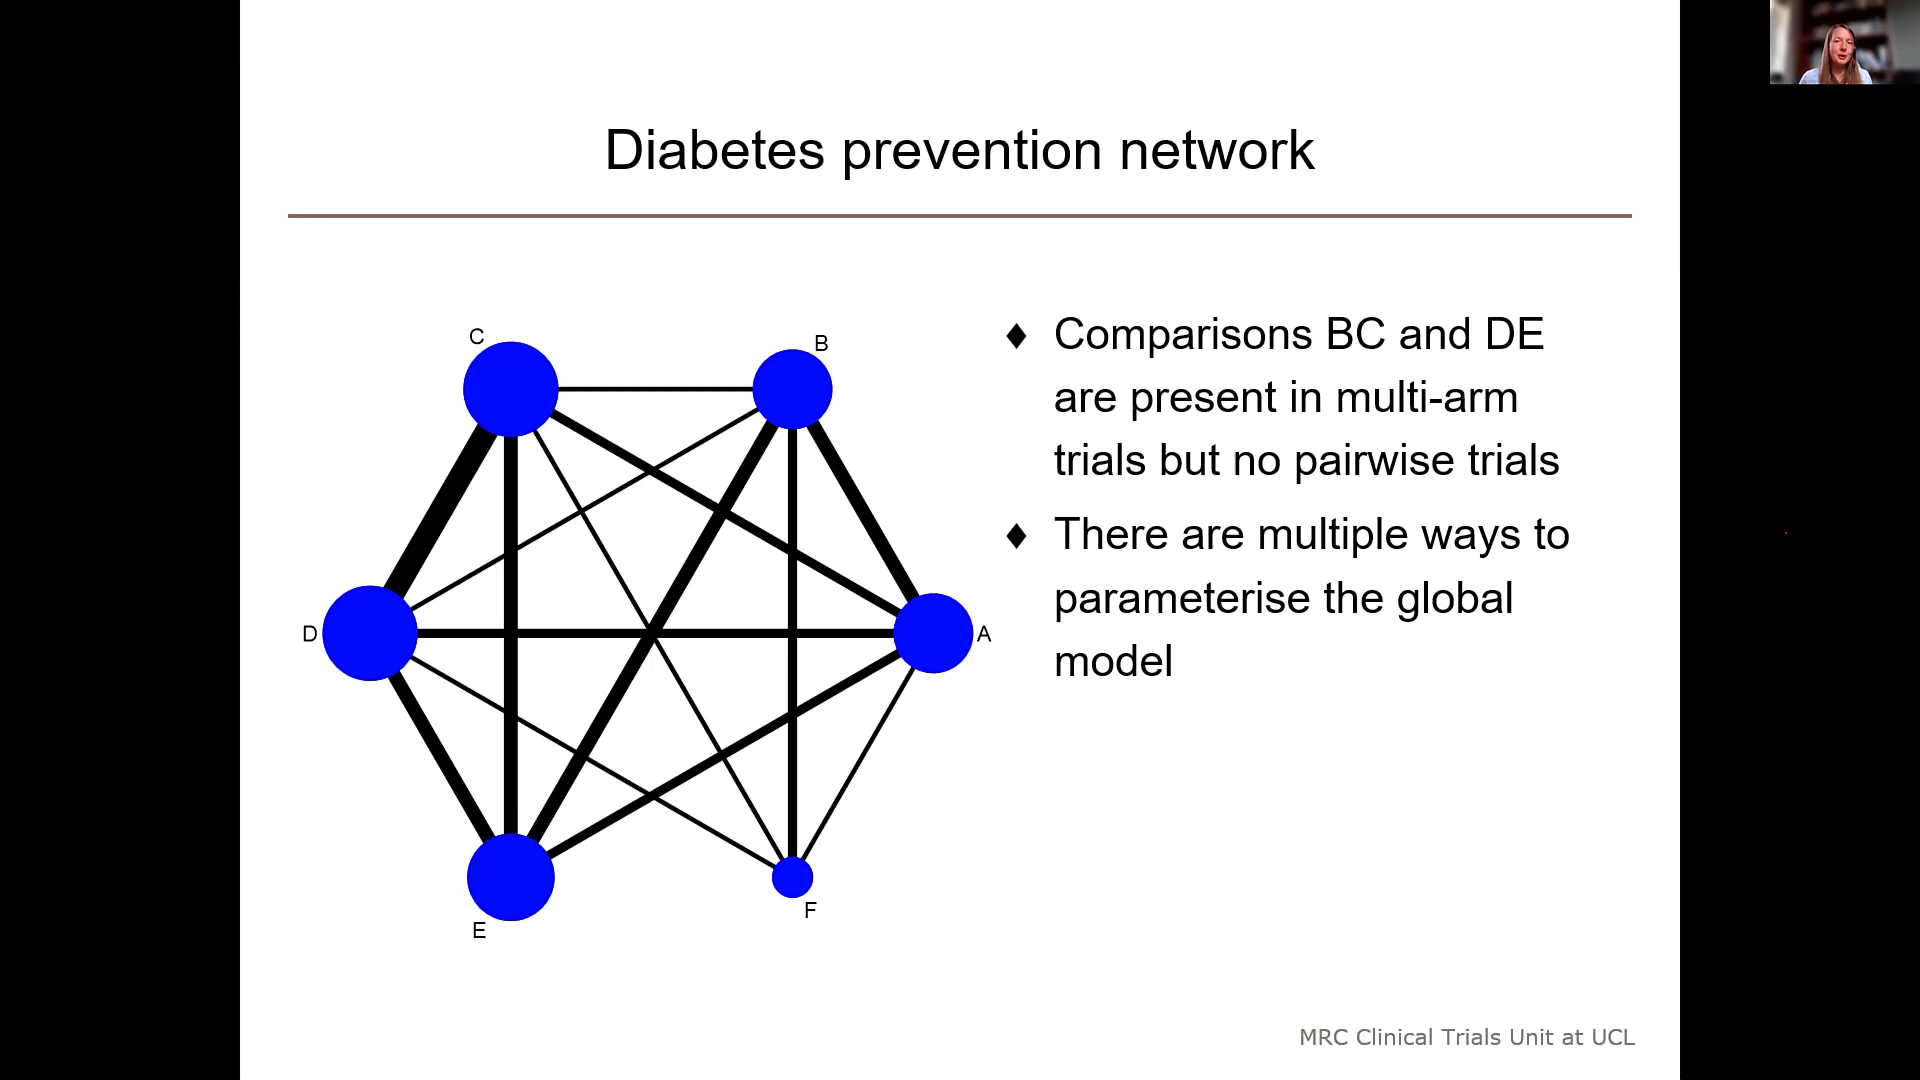 Diabetes prevention network
C
B
D
A
E
F
♦ Comparisons BC and DE
are present in multi-arm
trials but no pairwise trials
♦ There are multiple ways to
parameterise the global
model
MRC Clinical Trials Unit at UCL